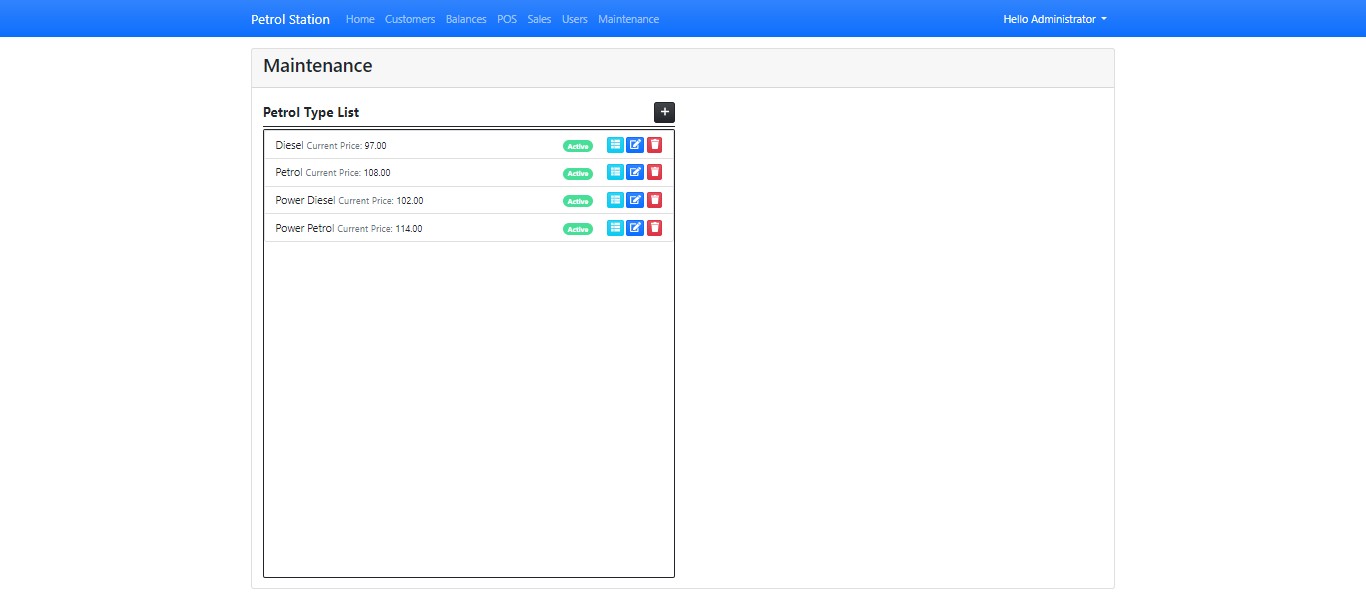 Petrol Station Home Customers Balances POS Sales Users Maintenance Hello Administrator
Maintenance
Petrol Type List +
Diesel Current Price: 97.00 Active
Petrol Current Price: 108.00 Active
Power Diesel Current Price: 102.00 Active
Power Petrol Current Price: 114.00 Active